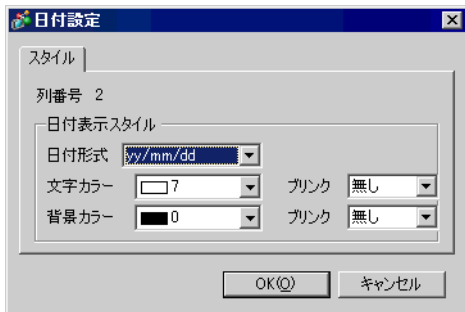 日付設定
スタイル
列番号 2
日付表示スタイル
日付形式 yy/mm/dd
文字カラー 7 ブリンク 無し
背景カラー 0 ブリンク 無し
OK(O) キャンセル